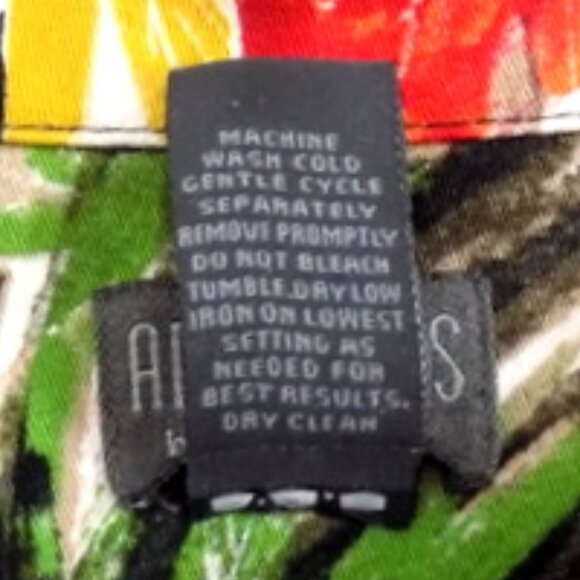 MACHINE
WASH COLD
GENTLE CYCLE
SEPARATELY
REMOVE PROMPTLY
DO NOT BLEACH
TUMBLE DRY LOW
IRON ON LOWEST
SETTING AS
NEEDED FOR
BEST RESULTS,
DRY CLEAN